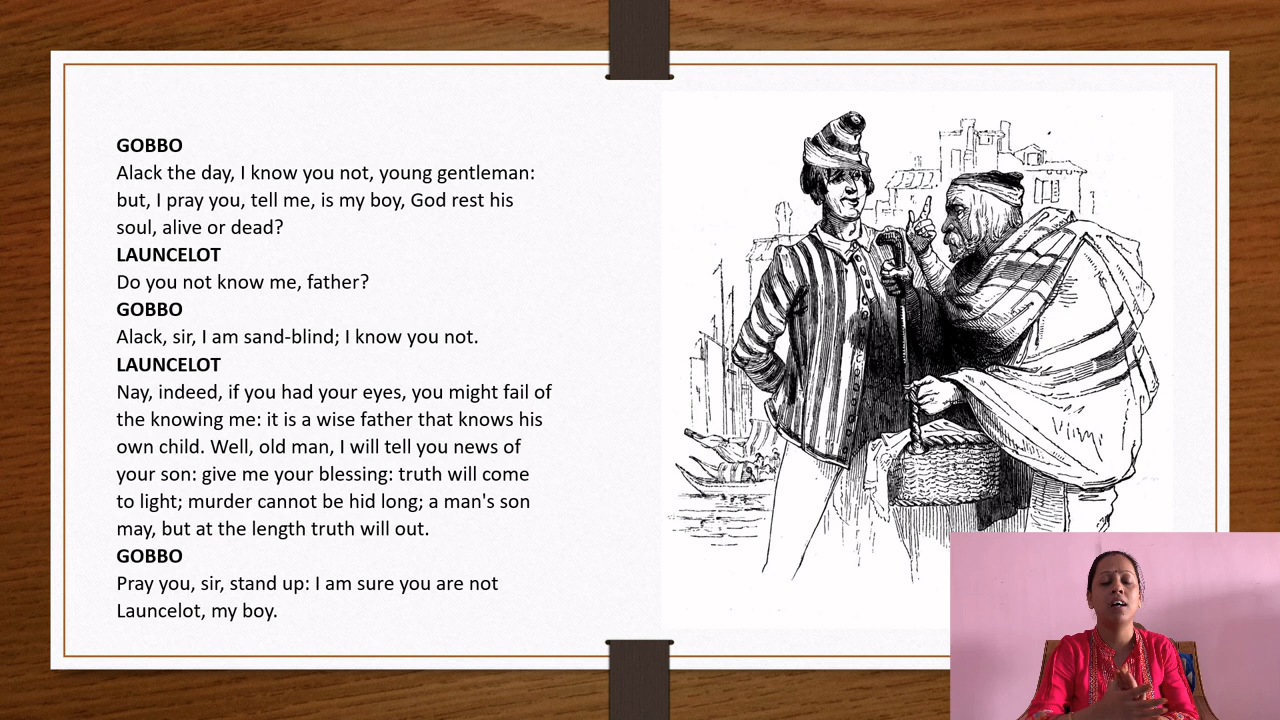 GOBBO
Alack the day, I know you not, young gentleman:
but, I pray you, tell me, is my boy, God rest his
soul, alive or dead?
LAUNCELOT
Do you not know me, father?
GOBBO
Alack, sir, I am sand-blind; I know you not.
LAUNCELOT
Nay, indeed, if you had your eyes, you might fail of
the knowing me: it is a wise father that knows his
own child. Well, old man, I will tell you news of
your son: give me your blessing: truth will come
to light; murder cannot be hid long; a man's son
may, but at the length truth will out.
GOBBO
Pray you, sir, stand up: I am sure you are not
Launcelot, my boy.